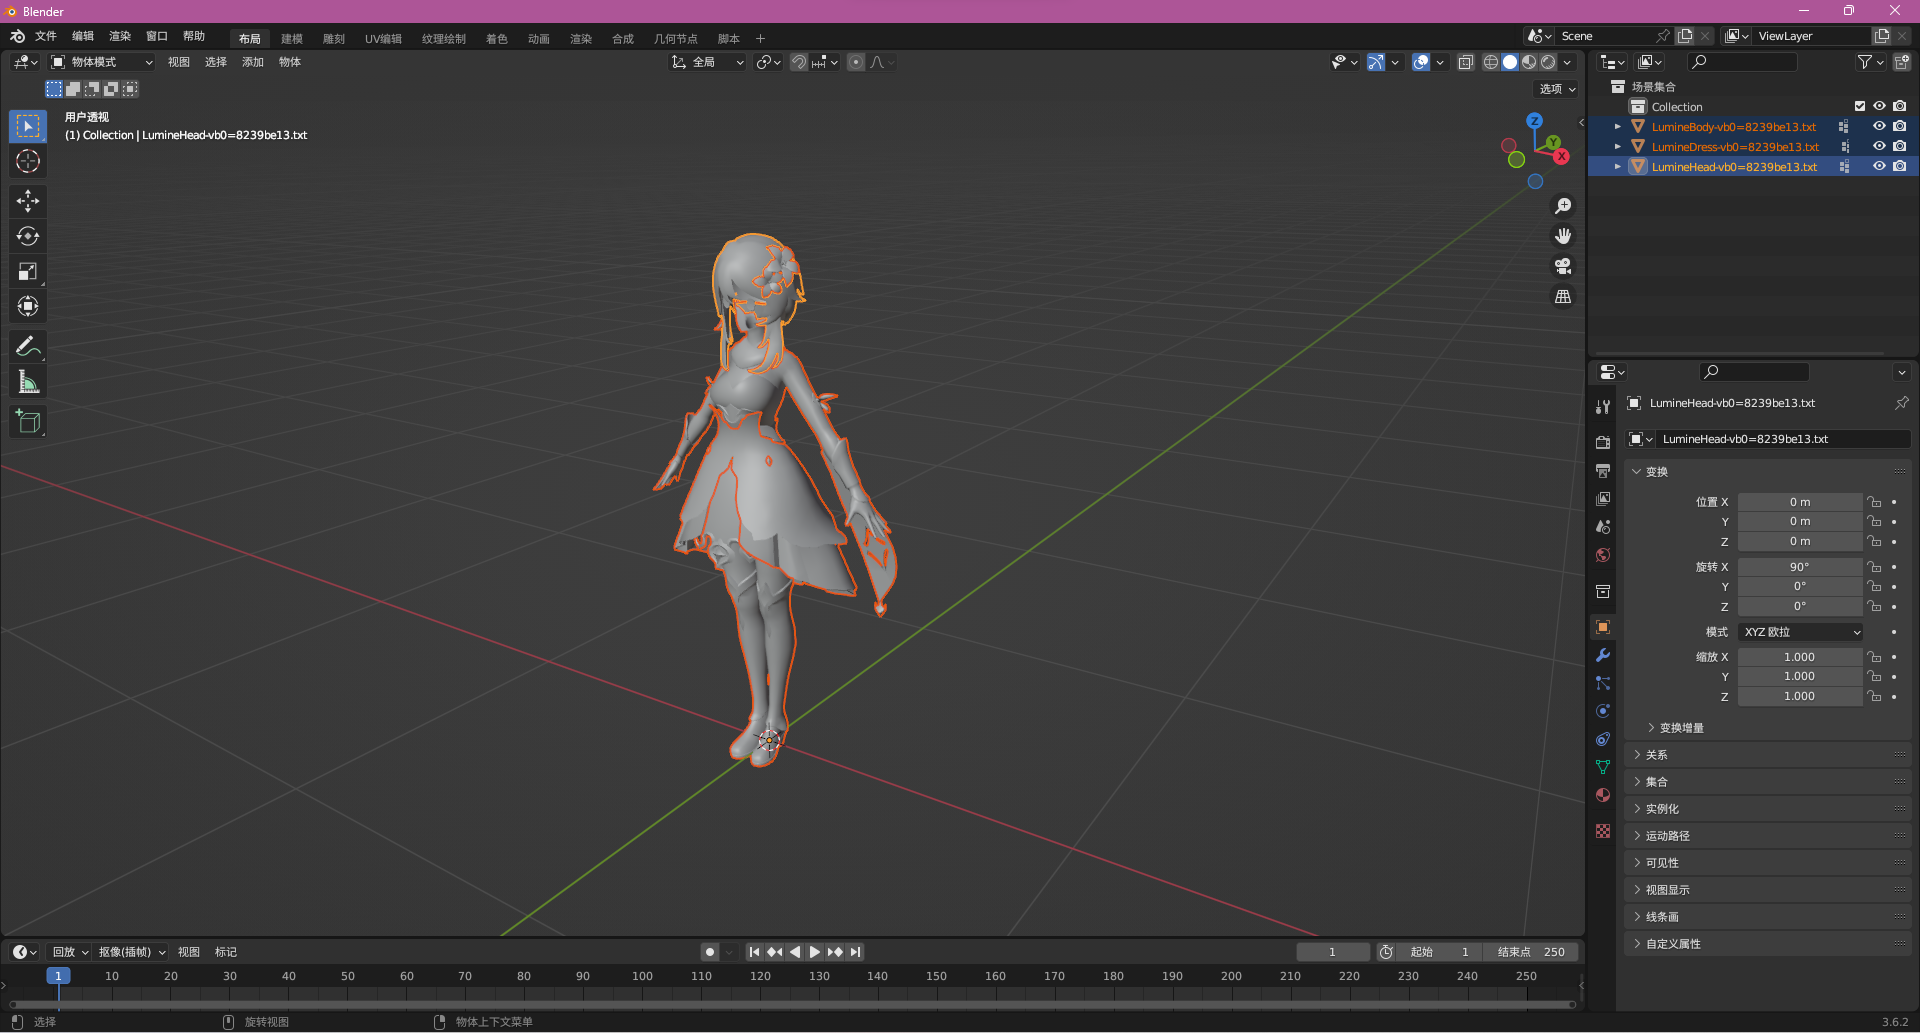 Blender
文件 编辑 渲染 窗口 帮助 布局 建模 雕刻 UV编辑 纹理绘制 着色 动画 渲染 合成 几何节点 脚本 + Scene ViewLayer
物体模式 视图 选择 添加 物体 全局
选项
用户透视
(1) Collection | LumineHead-vb0=8239be13.txt
Z
Y
X
场景集合
Collection
LumineBody-vb0=8239be13.txt
LumineDress-vb0=8239be13.txt
LumineHead-vb0=8239be13.txt
LumineHead-vb0=8239be13.txt
LumineHead-vb0=8239be13.txt
变换
位置 X 0 m
Y 0 m
Z 0 m
旋转 X 90°
Y 0°
Z 0°
模式 XYZ 欧拉
缩放 X 1.000
Y 1.000
Z 1.000
变换增量
关系
集合
实例化
运动路径
可见性
视图显示
线条画
自定义属性
回放 抠像(插帧) 视图 标记 1 起始 1 结束点 250
1 10 20 30 40 50 60 70 80 90 100 110 120 130 140 150 160 170 180 190 200 210 220 230 240 250
选择 旋转视图 物体上下文菜单 3.6.2